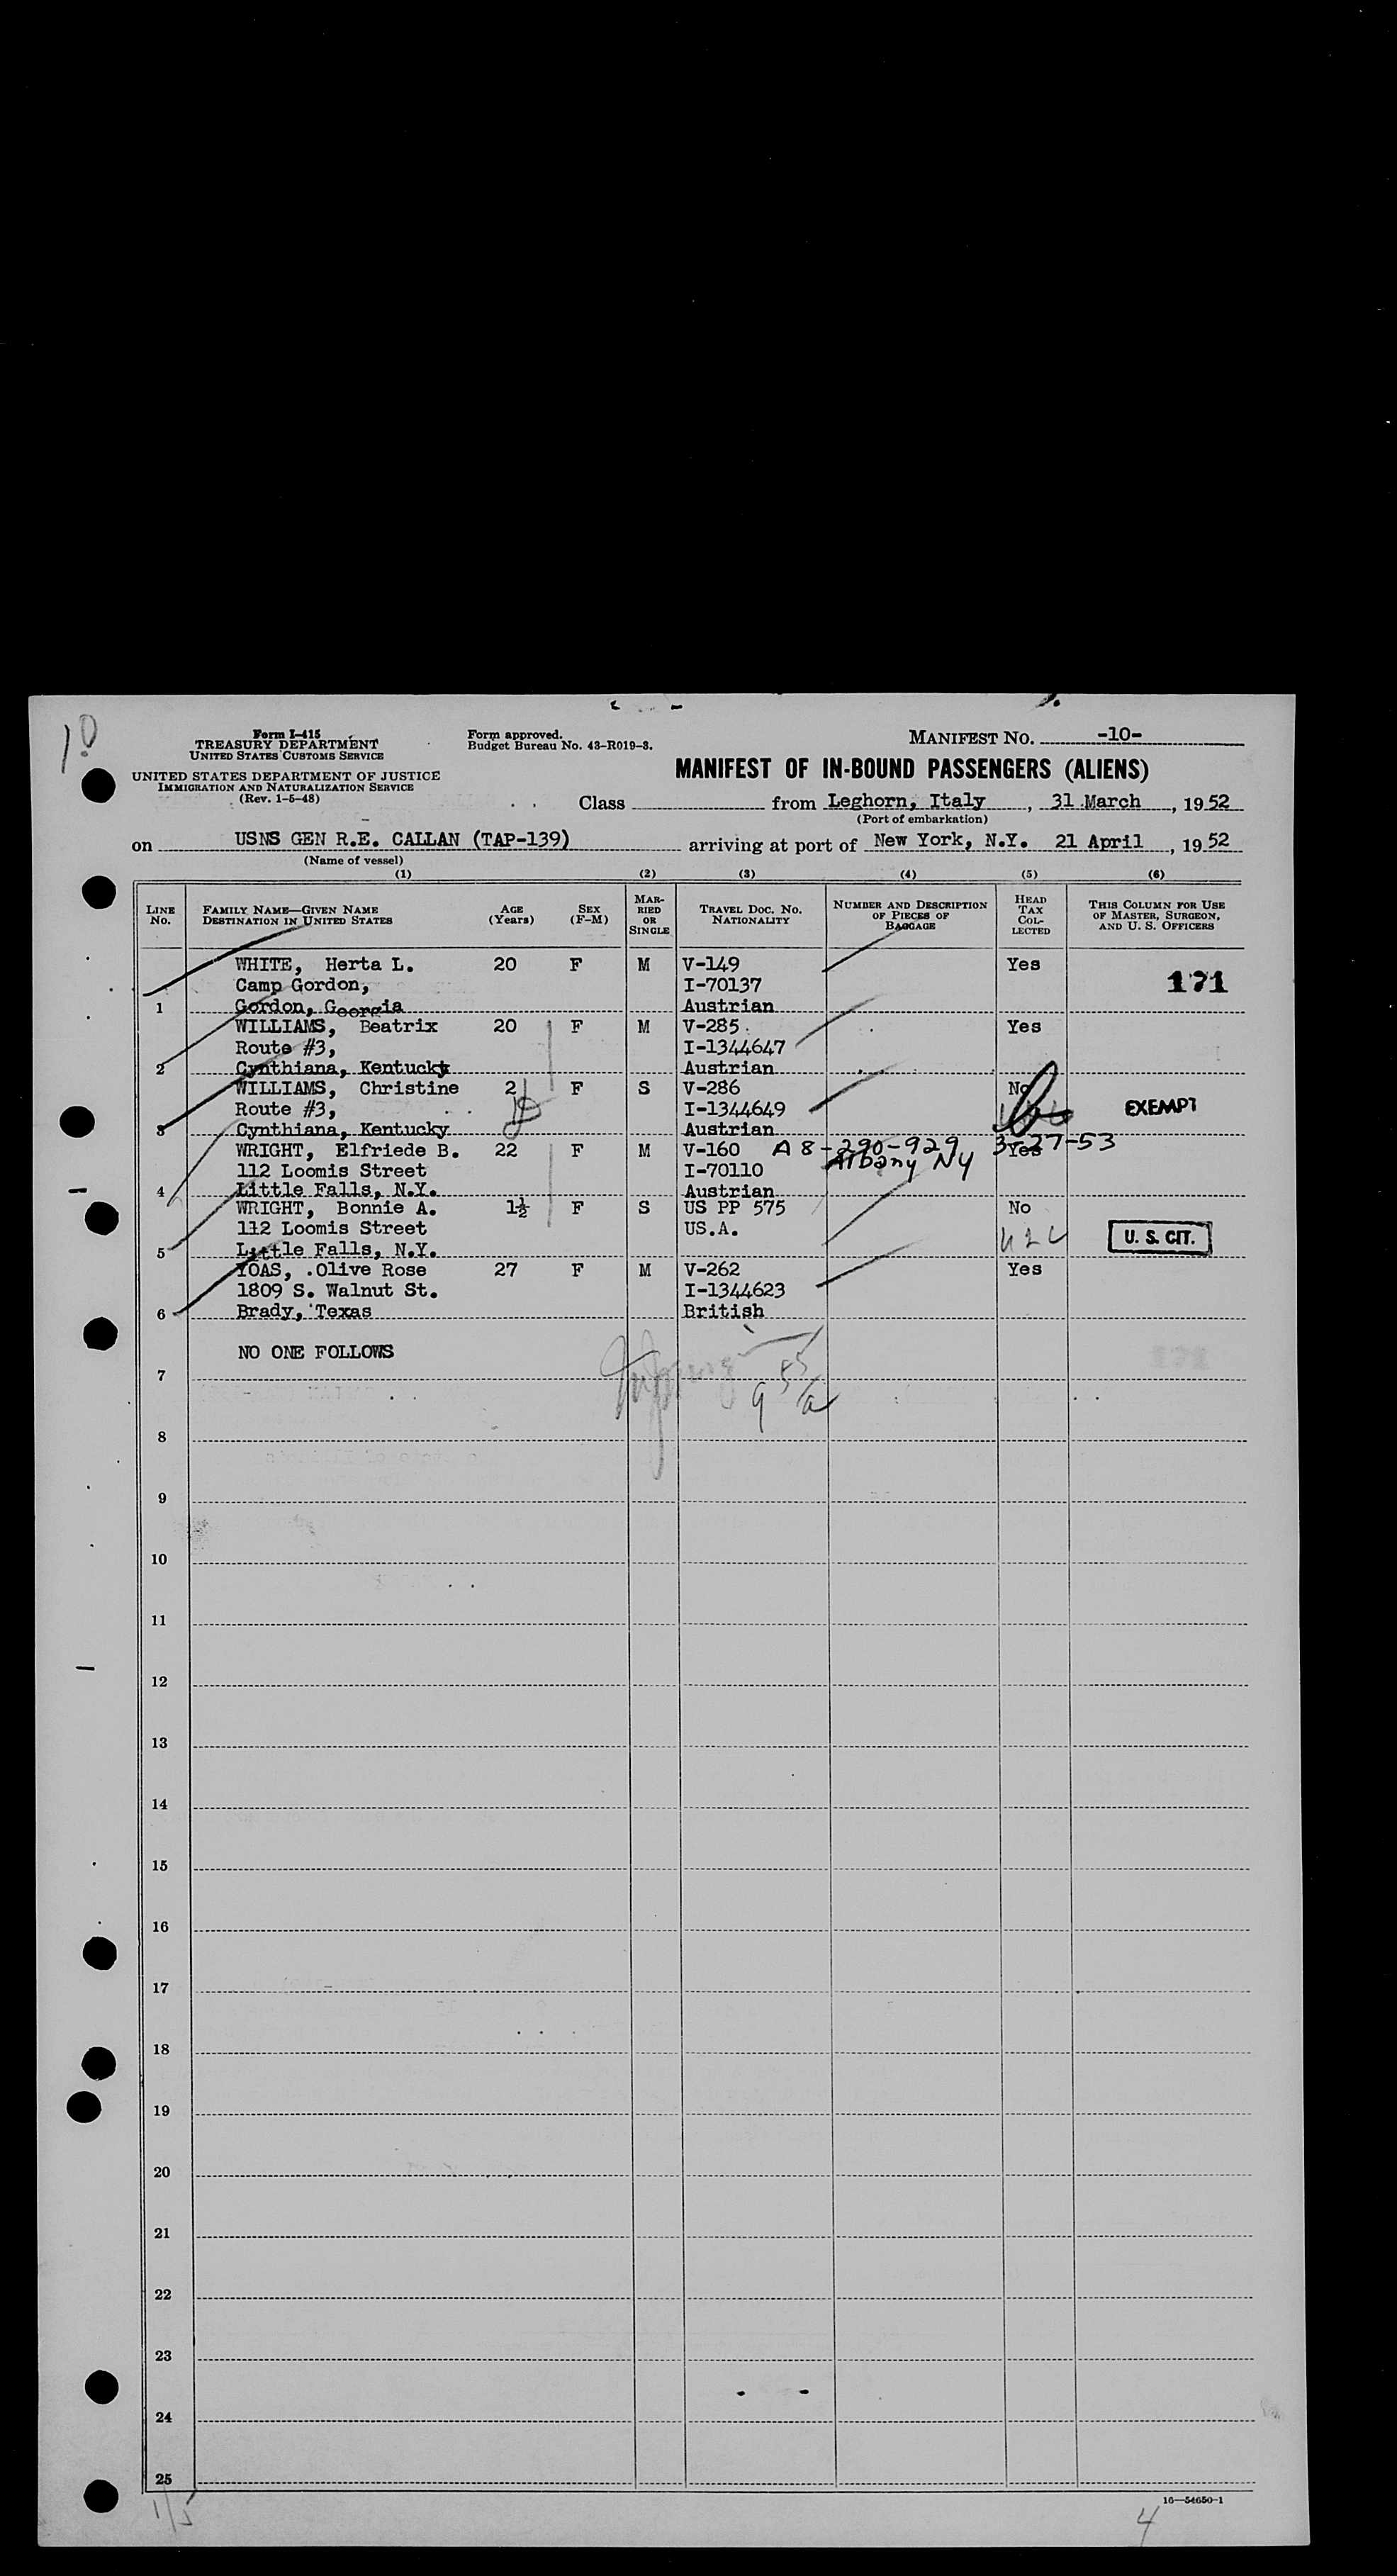 10
Form I-415
TREASURY DEPARTMENT
UNITED STATES CUSTOMS SERVICE
Form approved.
Budget Bureau No. 43-R019-3.
MANIFEST NO. -10-
UNITED STATES DEPARTMENT OF JUSTICE
IMMIGRATION AND NATURALIZATION SERVICE
(Rev. 1-5-48)
MANIFEST OF IN-BOUND PASSENGERS (ALIENS)
Class from Leghorn, Italy, 31 March, 1952
(Port of embarkation)
on USNS GEN R.E. CALLAN (TAP-139) arriving at port of New York, N.Y. 21 April, 1952
(Name of vessel)
(1) (2) (3) (4) (5) (6)
LINE NO. FAMILY NAME—GIVEN NAME DESTINATION IN UNITED STATES AGE (Years) SEX (F-M) MARRIED OR SINGLE TRAVEL DOC. NO. NATIONALITY NUMBER AND DESCRIPTION OF PIECES OF BAGGAGE HEAD TAX COLLECTED THIS COLUMN FOR USE OF MASTER, SURGEON, AND U. S. OFFICERS
WHITE, Herta L. 20 F M V-149 Yes
Camp Gordon, I-70137 171
1 Gordon, Georgia Austrian
WILLIAMS, Beatrix 20 F M V-285 Yes
Route #3, I-1344647
2 Cynthiana, Kentucky Austrian
WILLIAMS, Christine 2 F S V-286 No
Route #3, I-1344649 EXEMPT
3 Cynthiana, Kentucky Austrian
WRIGHT, Elfriede B. 22 F M V-160 A8-290-929 Yes 3-27-53
112 Loomis Street I-70110 Albany NY
4 Little Falls, N.Y. Austrian
WRIGHT, Bonnie A. 1½ F S US PP 575 No
112 Loomis Street US.A. U. S. CIT.
5 Little Falls, N.Y.
YOAS, Olive Rose 27 F M V-262 Yes
1809 S. Walnut St. I-1344623
6 Brady, Texas British
NO ONE FOLLOWS
7
8
9
10
11
12
13
14
15
16
17
18
19
20
21
22
23
24
25
16—54650-1
1/5
4